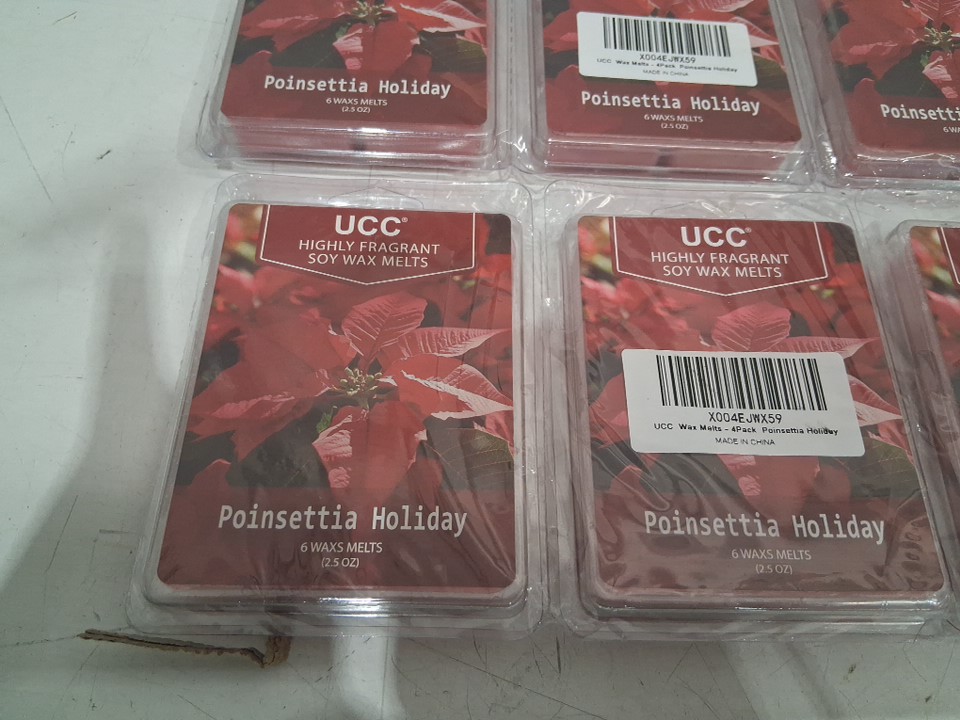 Poinsettia Holiday
6 WAXS MELTS
(2.5 OZ)
X004EJWX59
UCC Wax Melts - 4Pack Poinsettia Holiday
MADE IN CHINA
Poinsettia Holiday
6 WAXS MELTS
(2.5 OZ)
Poinsetti
6 WA
UCC®
HIGHLY FRAGRANT
SOY WAX MELTS
Poinsettia Holiday
6 WAXS MELTS
(2.5 OZ)
UCC®
HIGHLY FRAGRANT
SOY WAX MELTS
X004EJWX59
UCC Wax Melts - 4Pack Poinsettia Holiday
MADE IN CHINA
Poinsettia Holiday
6 WAXS MELTS
(2.5 OZ)